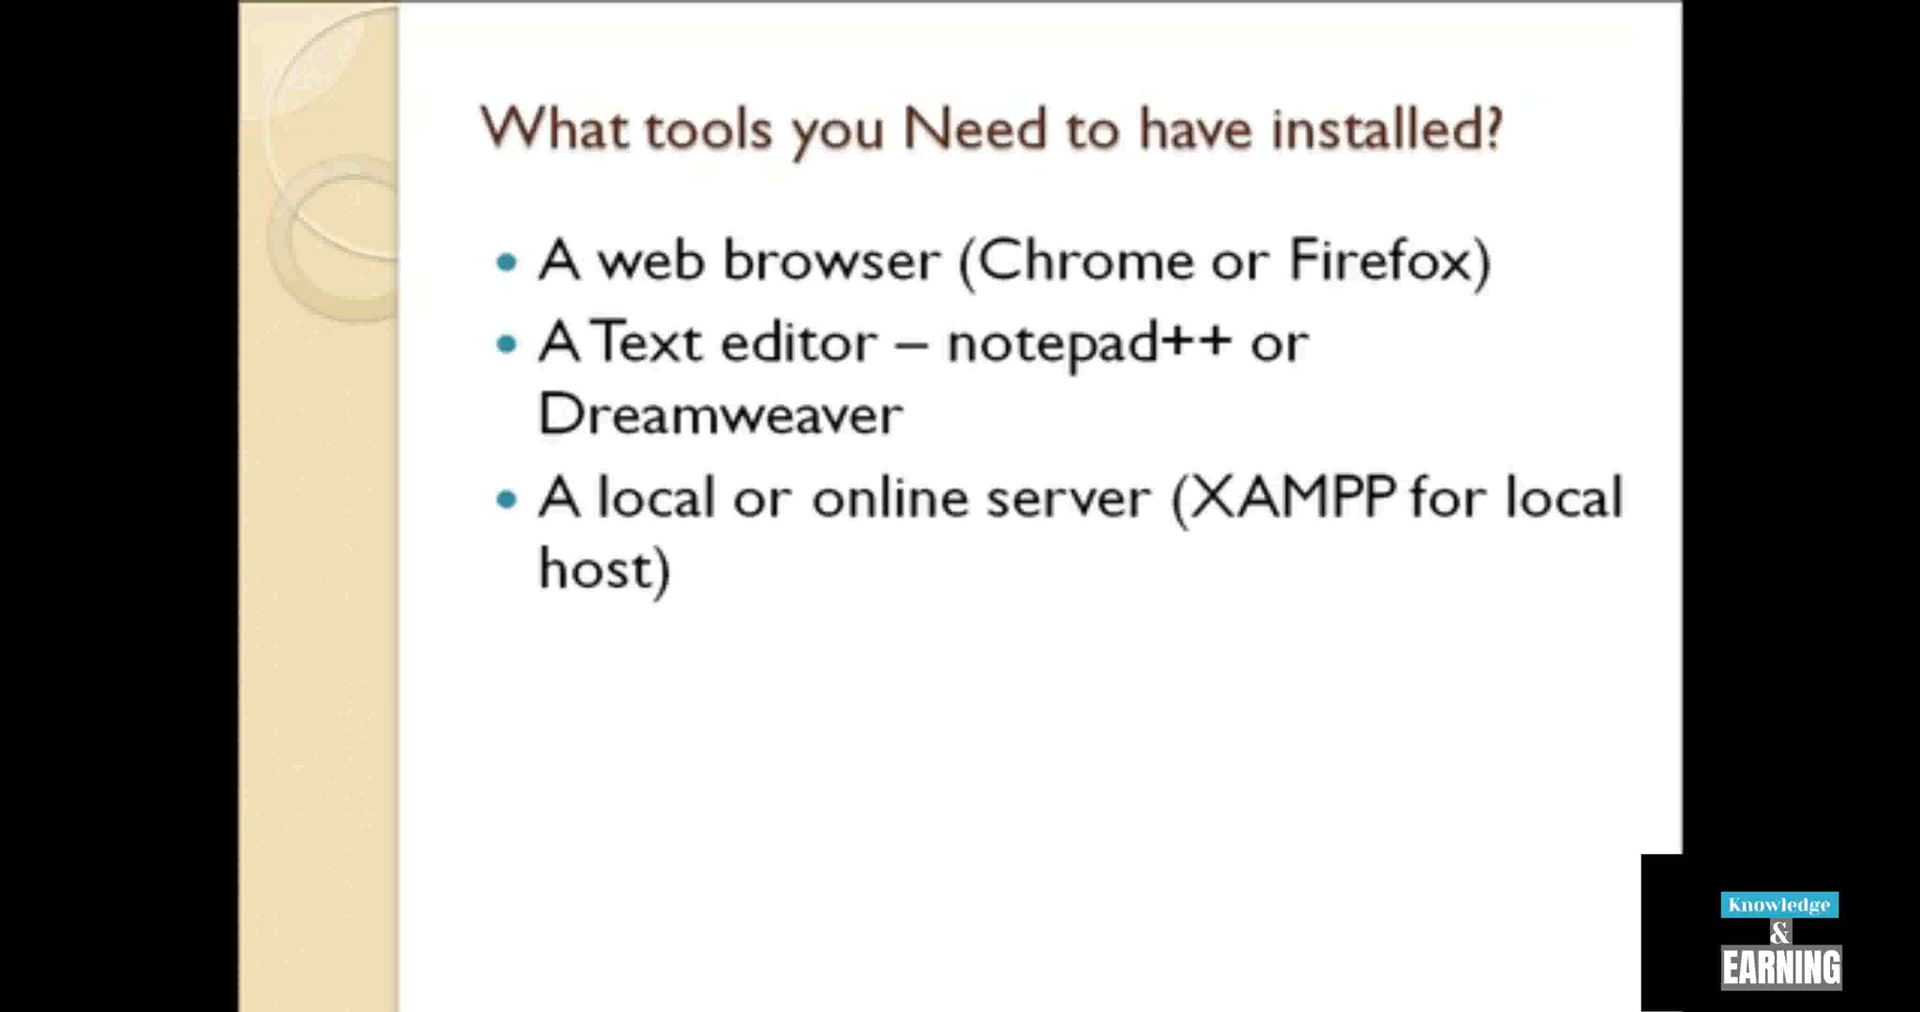 What tools you Need to have installed?
• A web browser (Chrome or Firefox)
• A Text editor – notepad++ or
Dreamweaver
• A local or online server (XAMPP for local
host)
Knowledge
&
EARNING